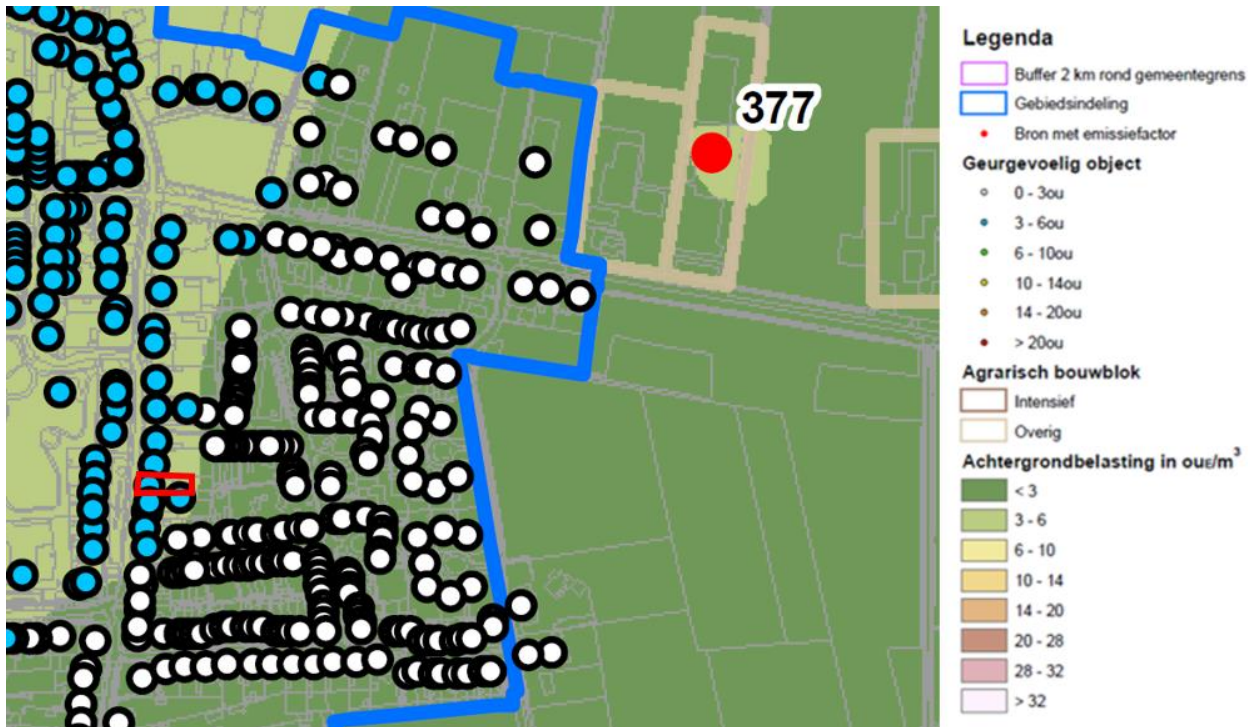 377
Legenda
Buffer 2 km rond gemeentegrens
Gebiedsindeling
Bron met emissiefactor
Geurgevoelig object
0 - 3ou
3 - 6ou
6 - 10ou
10 - 14ou
14 - 20ou
> 20ou
Agrarisch bouwblok
Intensief
Overig
Achtergrondbelasting in ouᴇ/m³
< 3
3 - 6
6 - 10
10 - 14
14 - 20
20 - 28
28 - 32
> 32